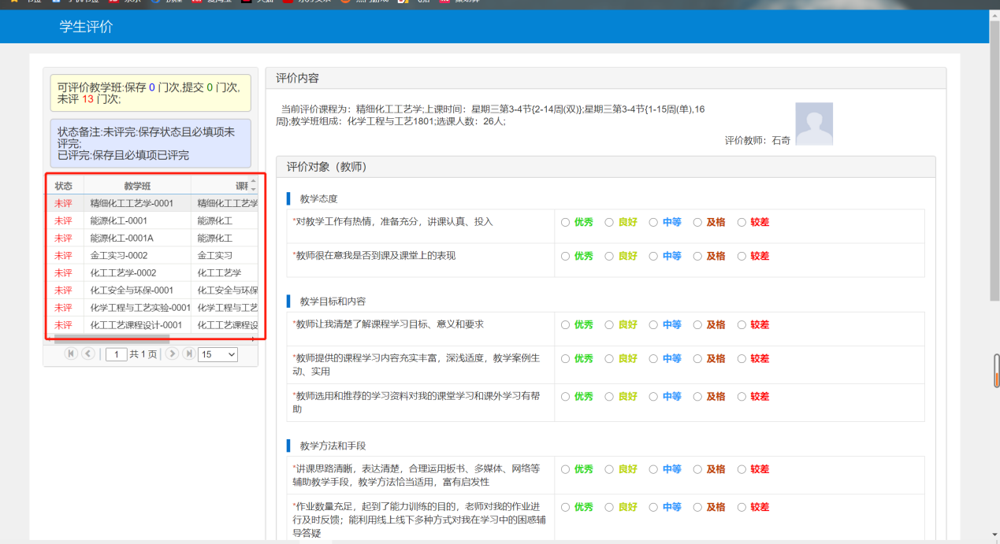 学生评价
可评价教学班:保存 0 门次,提交 0 门次,
未评 13 门次;
状态备注:未评完:保存状态且必填项未
评完;
已评完:保存且必填项已评完
状态 教学班
未评 精细化工工艺学-0001 精细化工工艺学
未评 能源化工-0001 能源化工
未评 能源化工-0001A 能源化工
未评 金工实习-0002 金工实习
未评 化工工艺学-0002 化工工艺学
未评 化工安全与环保-0001 化工安全与环保
未评 化学工程与工艺实验-0001 化学工程与工艺
未评 化工工艺课程设计-0001 化工工艺课程设
1 共 1 页 15
评价内容
当前评价课程为：精细化工工艺学;上课时间：星期三第3-4节{2-14周(双)};星期三第3-4节{1-15周(单),16
周};教学班组成：化学工程与工艺1801;选课人数：26人;
评价教师：石奇
评价对象（教师）
教学态度
*对教学工作有热情，准备充分，讲课认真、投入 优秀 良好 中等 及格 较差
*教师很在意我是否到课及课堂上的表现 优秀 良好 中等 及格 较差
教学目标和内容
*教师让我清楚了解课程学习目标、意义和要求 优秀 良好 中等 及格 较差
*教师提供的课程学习内容充实丰富，深浅适度，教学案例生
动、实用 优秀 良好 中等 及格 较差
*教师选用和推荐的学习资料对我的课堂学习和课外学习有帮
助 优秀 良好 中等 及格 较差
教学方法和手段
*讲课思路清晰，表达清楚，合理运用板书、多媒体、网络等
辅助教学手段，教学方法恰当适用，富有启发性 优秀 良好 中等 及格 较差
*作业数量充足，起到了能力训练的目的，老师对我的作业进
行及时反馈；能利用线上线下多种方式对我在学习中的困惑辅
导答疑 优秀 良好 中等 及格 较差